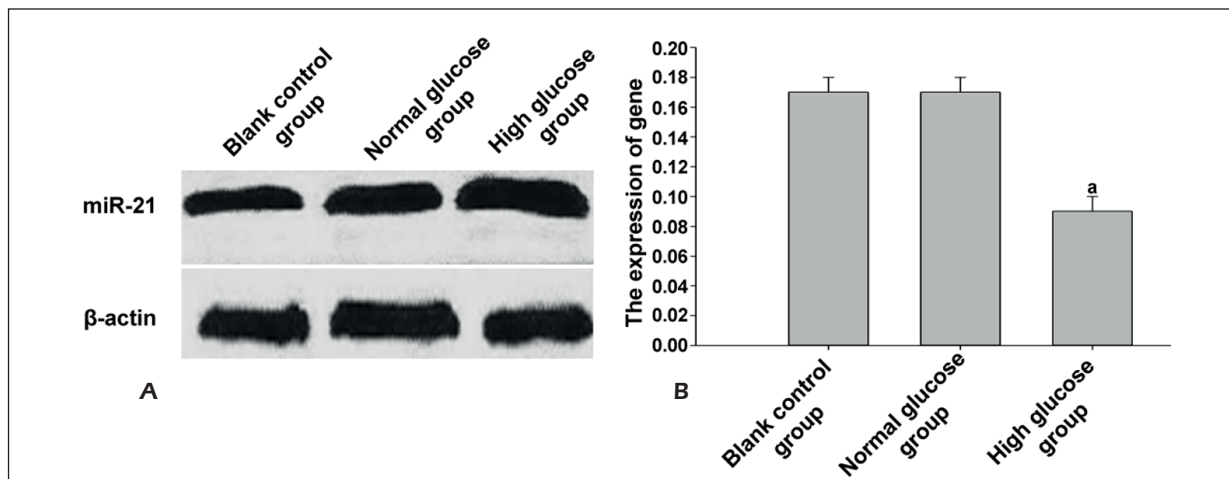 Blank control
group
Normal glucose
group
High glucose
group
miR-21
β-actin
A
The expression of gene
0.20
0.18
0.16
0.14
0.12
0.10
0.08
0.06
0.04
0.02
0.00
a
Blank control
group
Normal glucose
group
High glucose
group
B